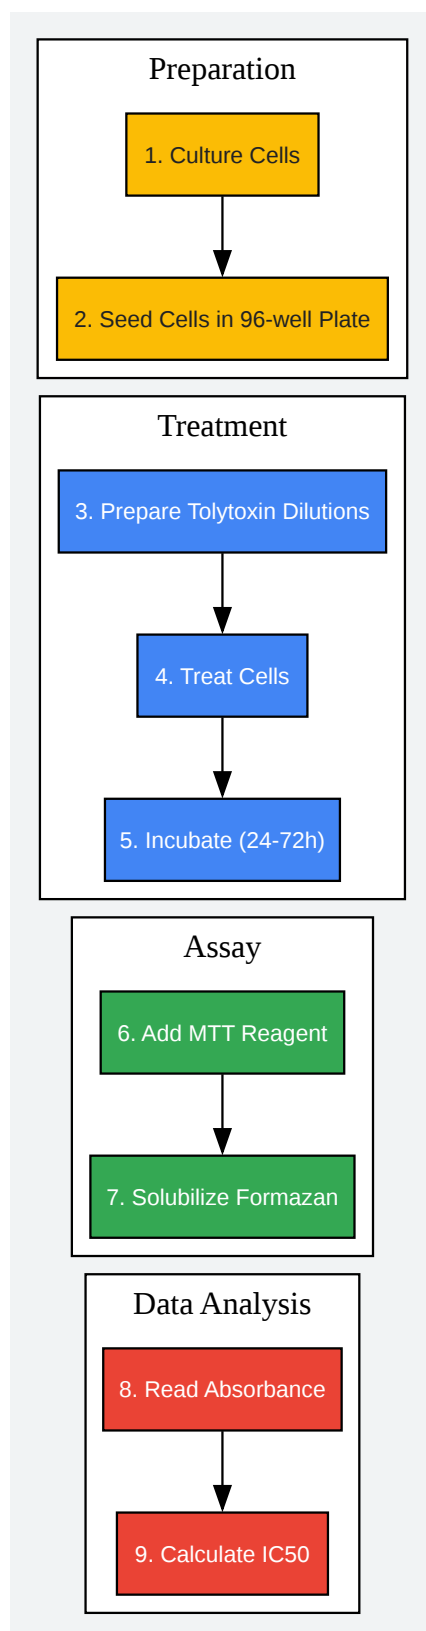 Preparation
1. Culture Cells
2. Seed Cells in 96-well Plate
Treatment
3. Prepare Tolytoxin Dilutions
4. Treat Cells
5. Incubate (24-72h)
Assay
6. Add MTT Reagent
7. Solubilize Formazan
Data Analysis
8. Read Absorbance
9. Calculate IC50